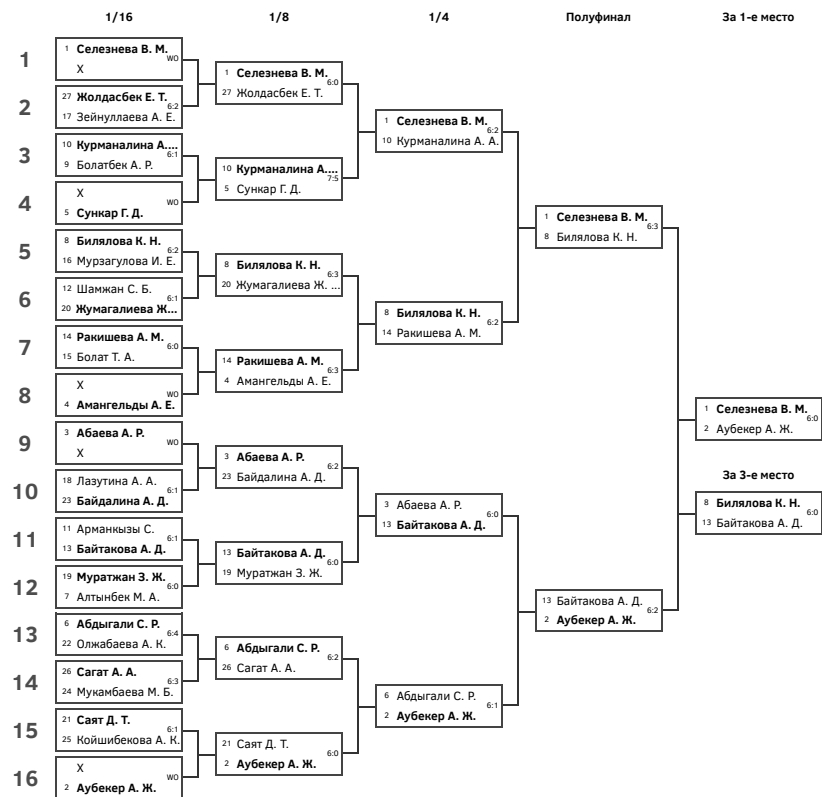 1/16 1/8 1/4 Полуфинал За 1-е место
1
1 Селезнева В. М.
X
WO
2
27 Жолдасбек Е. Т.
17 Зейнуллаева А. Е.
6:2
3
10 Курманалина А....
9 Болатбек А. Р.
6:1
4
X
5 Сункар Г. Д.
WO
5
8 Билялова К. Н.
16 Мурзагулова И. Е.
6:2
6
12 Шамжан С. Б.
20 Жумагалиева Ж...
6:1
7
14 Ракишева А. М.
15 Болат Т. А.
6:0
8
X
4 Амангельды А. Е.
WO
9
3 Абаева А. Р.
X
WO
10
18 Лазутина А. А.
23 Байдалина А. Д.
6:1
11
11 Арманкызы С.
13 Байтакова А. Д.
6:1
12
19 Муратжан З. Ж.
7 Алтынбек М. А.
6:0
13
6 Абдыгали С. Р.
22 Олжабаева А. К.
6:4
14
26 Сагат А. А.
24 Мукамбаева М. Б.
6:3
15
21 Саят Д. Т.
25 Койшибекова А. К.
6:1
16
X
2 Аубекер А. Ж.
WO
1 Селезнева В. М.
27 Жолдасбек Е. Т.
6:0
10 Курманалина А....
5 Сункар Г. Д.
7:5
8 Билялова К. Н.
20 Жумагалиева Ж. ...
6:3
14 Ракишева А. М.
4 Амангельды А. Е.
6:3
3 Абаева А. Р.
23 Байдалина А. Д.
6:2
13 Байтакова А. Д.
19 Муратжан З. Ж.
6:0
6 Абдыгали С. Р.
26 Сагат А. А.
6:2
21 Саят Д. Т.
2 Аубекер А. Ж.
6:0
1 Селезнева В. М.
10 Курманалина А. А.
6:2
8 Билялова К. Н.
14 Ракишева А. М.
6:2
3 Абаева А. Р.
13 Байтакова А. Д.
6:0
6 Абдыгали С. Р.
2 Аубекер А. Ж.
6:1
1 Селезнева В. М.
8 Билялова К. Н.
6:3
13 Байтакова А. Д.
2 Аубекер А. Ж.
6:2
1 Селезнева В. М.
2 Аубекер А. Ж.
6:0
За 3-е место
8 Билялова К. Н.
13 Байтакова А. Д.
6:0